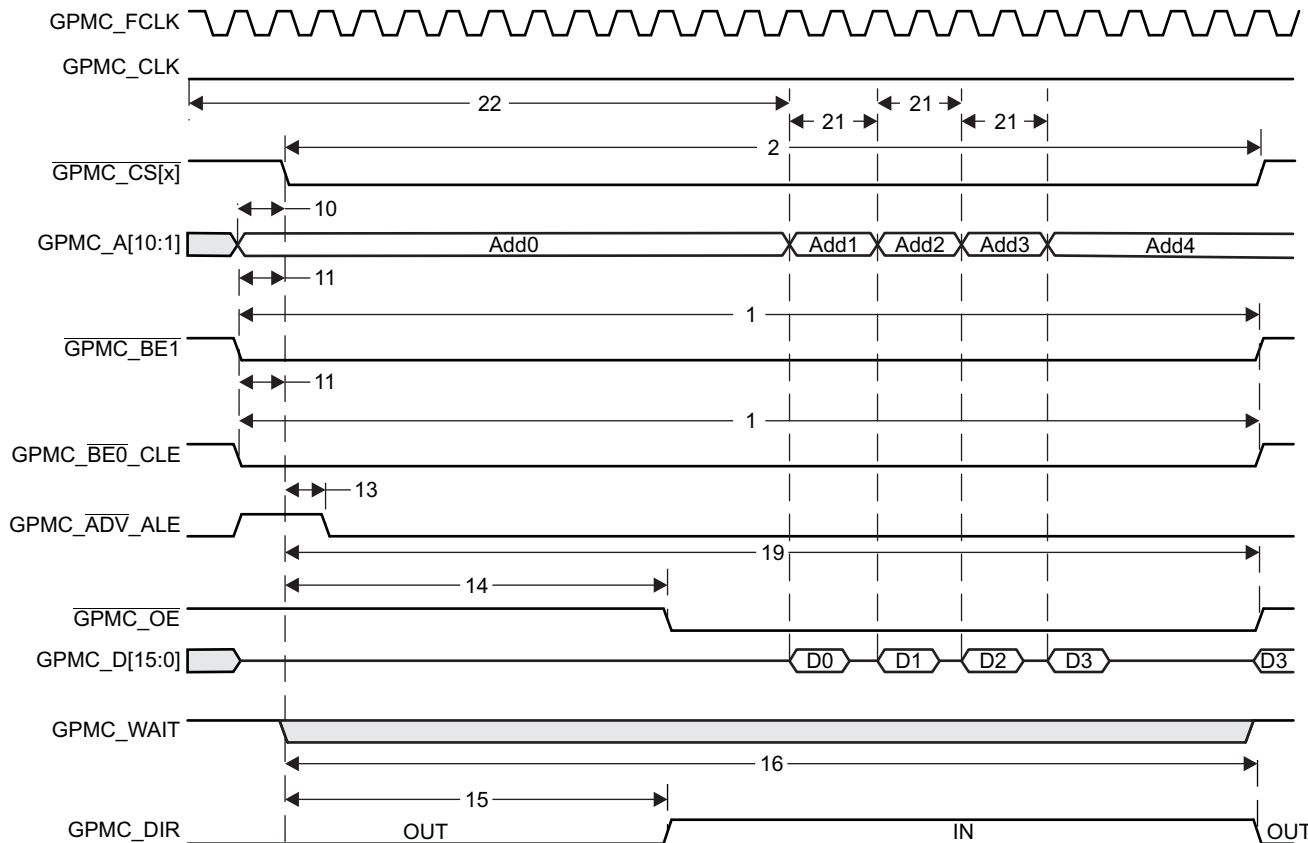 GPMC_FCLK
GPMC_CLK
22
21
21
21
2
GPMC_CS[x]
10
GPMC_A[10:1]
Add0
Add1
Add2
Add3
Add4
11
1
GPMC_BE1
11
1
GPMC_BE0_CLE
13
GPMC_ADV_ALE
19
14
GPMC_OE
GPMC_D[15:0]
D0
D1
D2
D3
D3
GPMC_WAIT
16
15
GPMC_DIR
OUT
IN
OUT